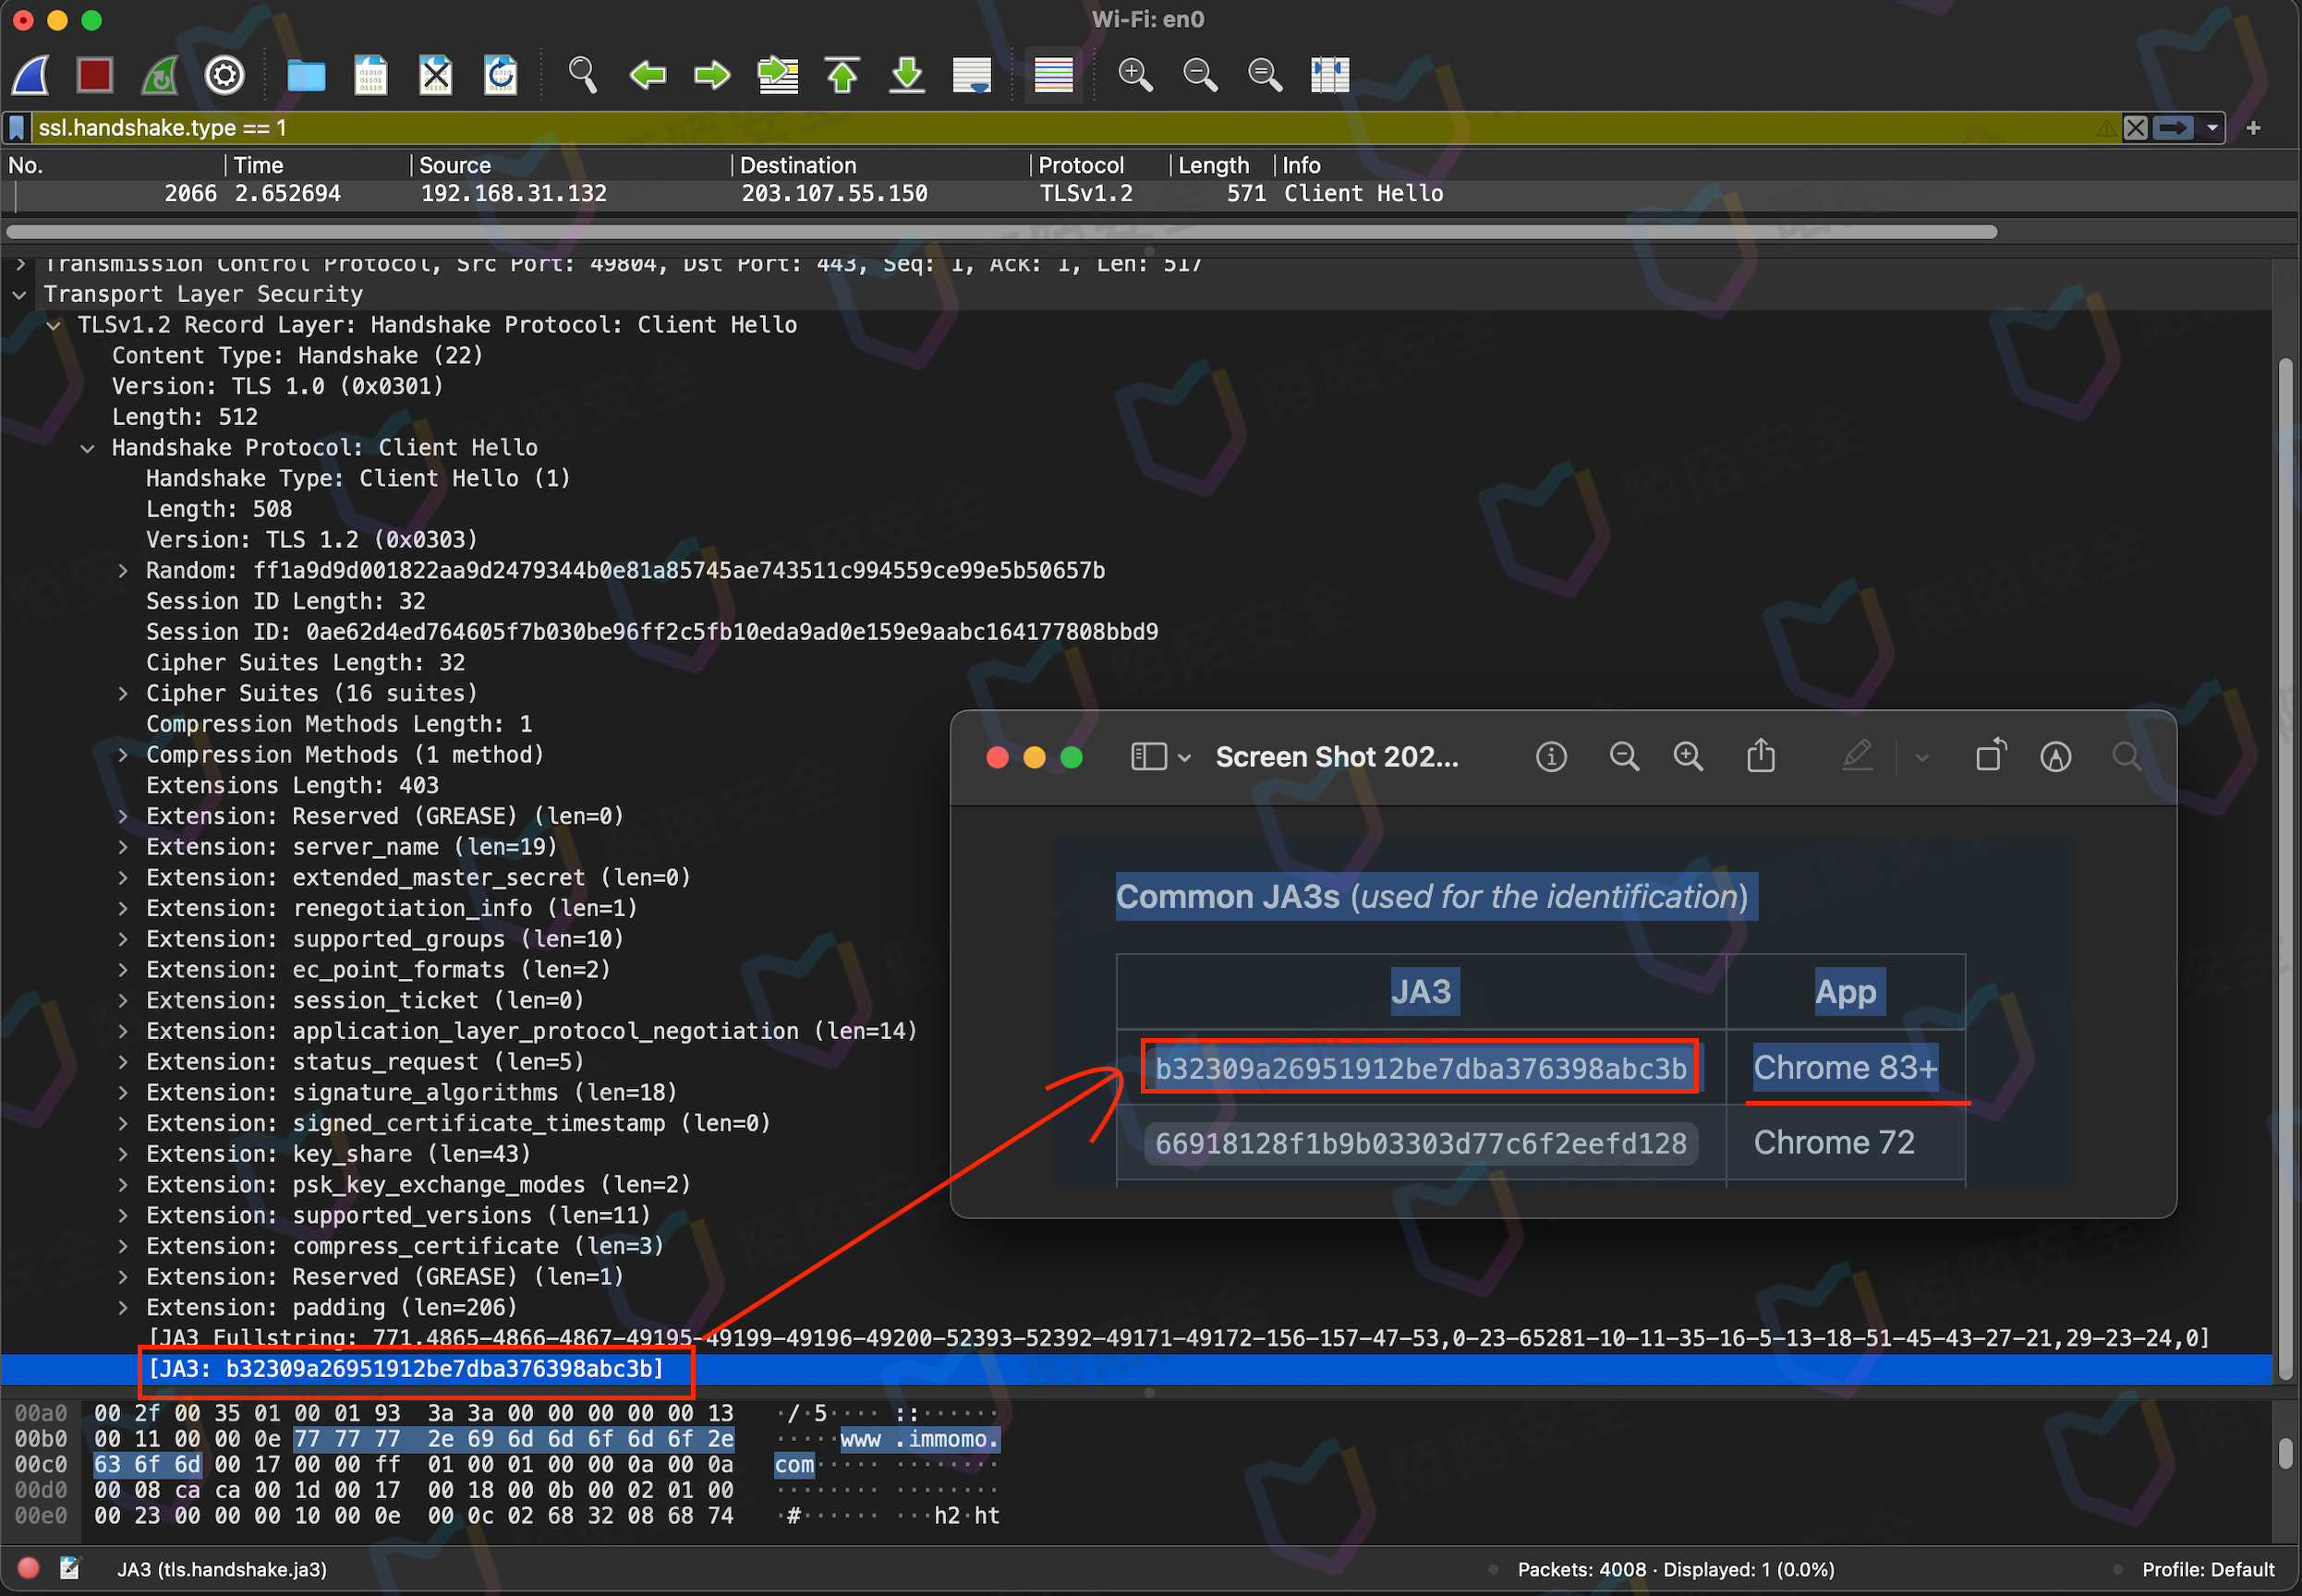 Wi-Fi: en0
ssl.handshake.type == 1
No. Time Source Destination Protocol Length Info
2066 2.652694 192.168.31.132 203.107.55.150 TLSv1.2 571 Client Hello
Transmission Control Protocol, Src Port: 49804, Dst Port: 443, Seq: 1, Ack: 1, Len: 517
Transport Layer Security
TLSv1.2 Record Layer: Handshake Protocol: Client Hello
Content Type: Handshake (22)
Version: TLS 1.0 (0x0301)
Length: 512
Handshake Protocol: Client Hello
Handshake Type: Client Hello (1)
Length: 508
Version: TLS 1.2 (0x0303)
Random: ff1a9d9d001822aa9d2479344b0e81a85745ae743511c994559ce99e5b50657b
Session ID Length: 32
Session ID: 0ae62d4ed764605f7b030be96ff2c5fb10eda9ad0e159e9aabc164177808bbd9
Cipher Suites Length: 32
Cipher Suites (16 suites)
Compression Methods Length: 1
Compression Methods (1 method)
Extensions Length: 403
Extension: Reserved (GREASE) (len=0)
Extension: server_name (len=19)
Extension: extended_master_secret (len=0)
Extension: renegotiation_info (len=1)
Extension: supported_groups (len=10)
Extension: ec_point_formats (len=2)
Extension: session_ticket (len=0)
Extension: application_layer_protocol_negotiation (len=14)
Extension: status_request (len=5)
Extension: signature_algorithms (len=18)
Extension: signed_certificate_timestamp (len=0)
Extension: key_share (len=43)
Extension: psk_key_exchange_modes (len=2)
Extension: supported_versions (len=11)
Extension: compress_certificate (len=3)
Extension: Reserved (GREASE) (len=1)
Extension: padding (len=206)
[JA3 Fullstring: 771,4865-4866-4867-49195-49199-49196-49200-52393-52392-49171-49172-156-157-47-53,0-23-65281-10-11-35-16-5-13-18-51-45-43-27-21,29-23-24,0]
[JA3: b32309a26951912be7dba376398abc3b]
Screen Shot 202...
Common JA3s (used for the identification)
JA3 App
b32309a26951912be7dba376398abc3b Chrome 83+
66918128f1b9b03303d77c6f2eefd128 Chrome 72
00a0 00 2f 00 35 01 00 01 93 3a 3a 00 00 00 00 00 13 ·/·5···· ::······
00b0 00 11 00 00 0e 77 77 77 2e 69 6d 6d 6f 6d 6f 2e ·····www .immomo.
00c0 63 6f 6d 00 17 00 00 ff 01 00 01 00 00 0a 00 0a com····· ········
00d0 00 08 ca ca 00 1d 00 17 00 18 00 0b 00 02 01 00 ········ ········
00e0 00 23 00 00 00 10 00 0e 00 0c 02 68 32 08 68 74 ·#······ ···h2·ht
JA3 (tls.handshake.ja3) Packets: 4008 · Displayed: 1 (0.0%) Profile: Default
陌陌安全